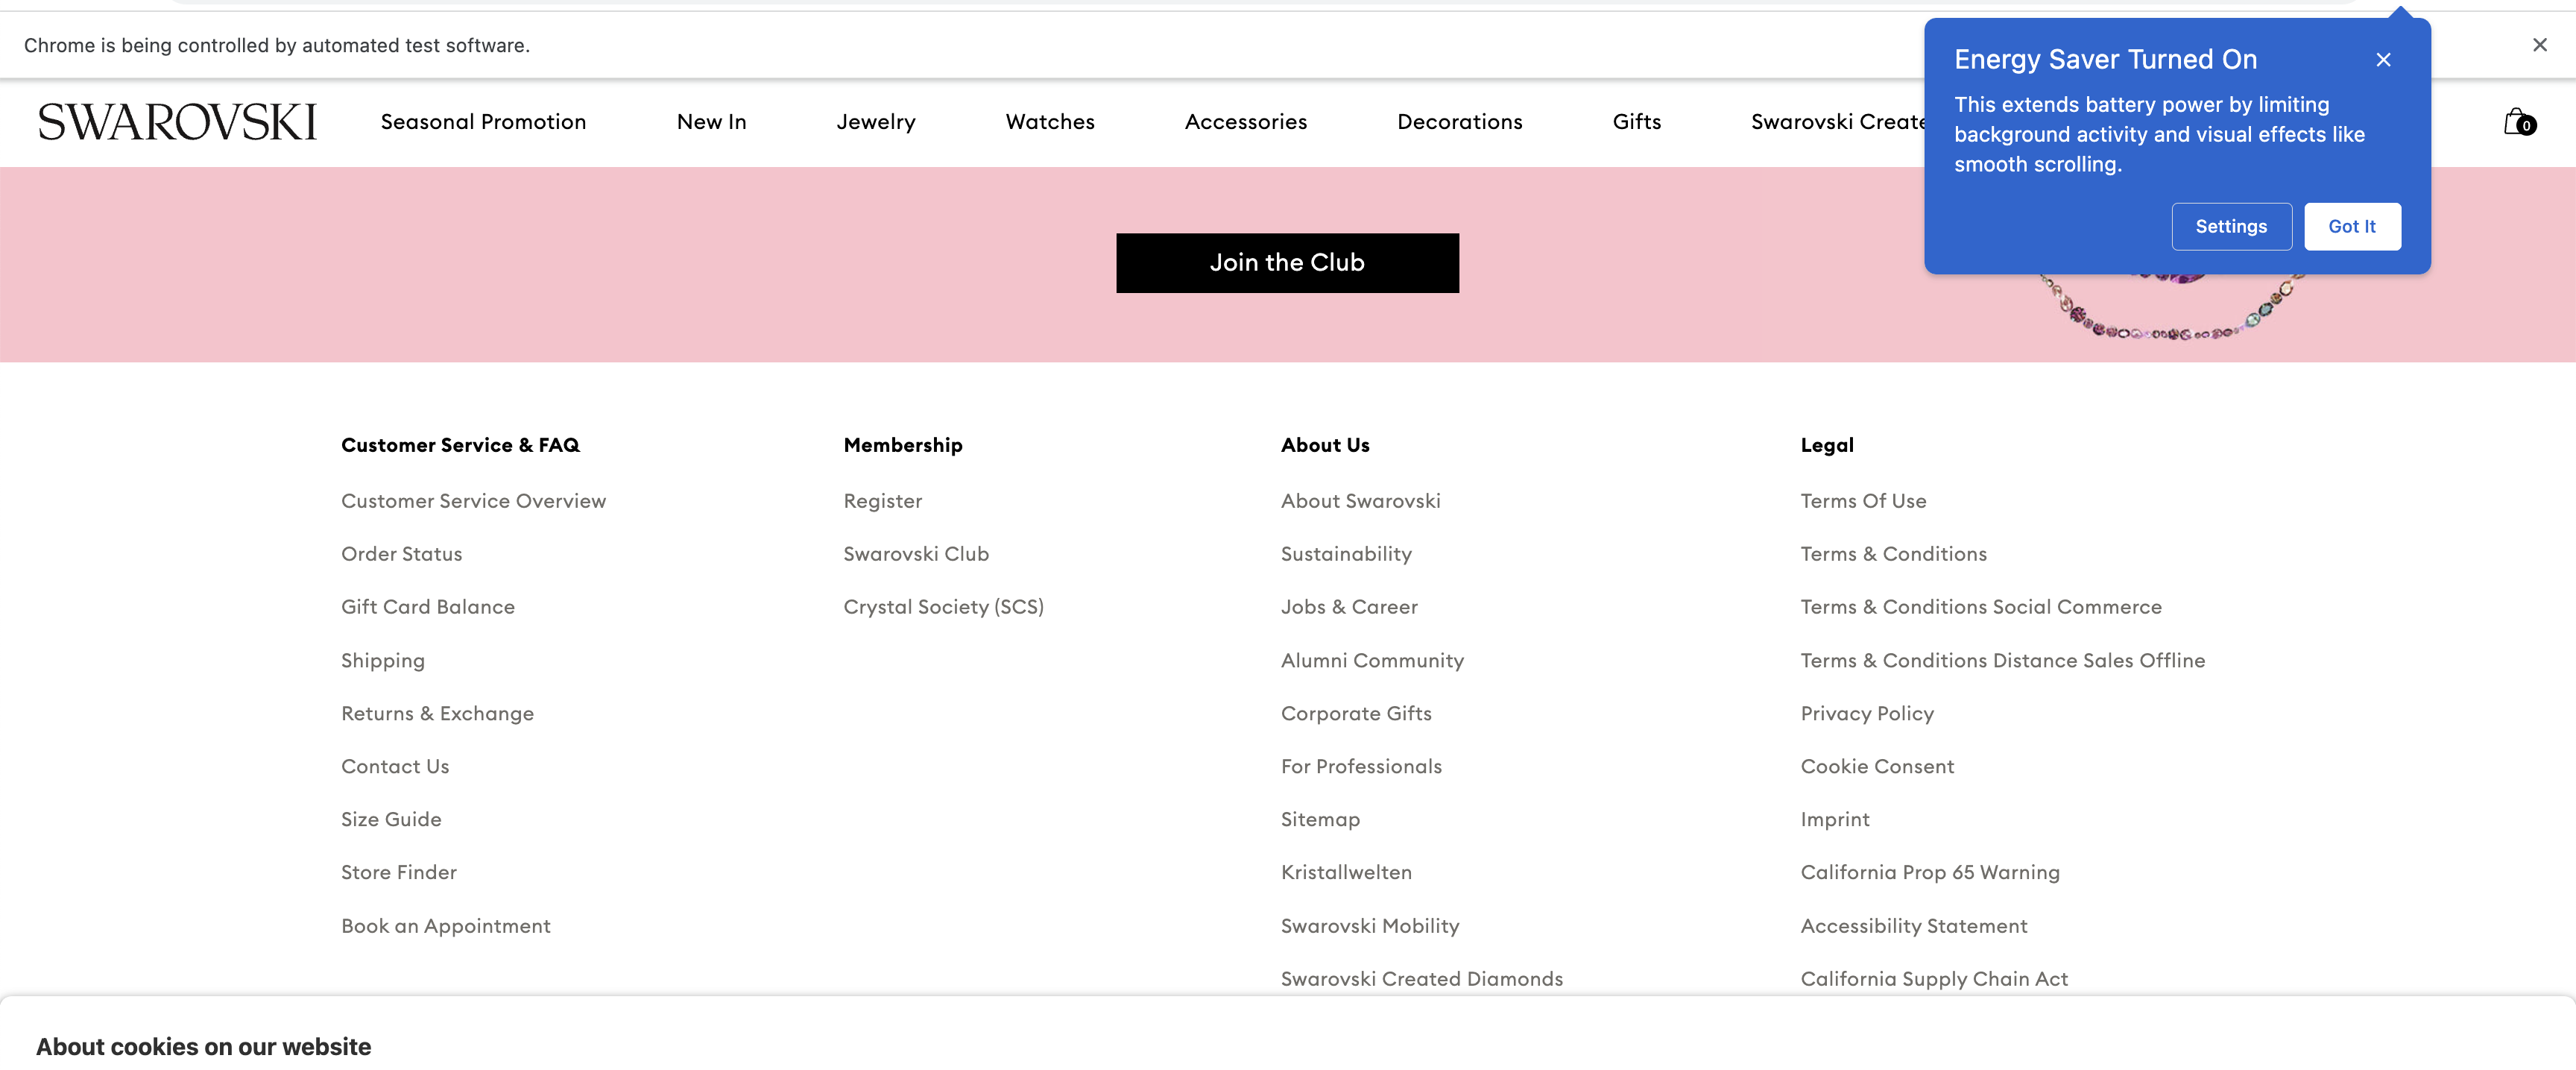 Chrome is being controlled by automated test software.
Energy Saver Turned On
This extends battery power by limiting
background activity and visual effects like
smooth scrolling.
Settings
Got It
SWAROVSKI
Seasonal Promotion
New In
Jewelry
Watches
Accessories
Decorations
Gifts
Swarovski Create
0
Join the Club
Customer Service & FAQ
Customer Service Overview
Order Status
Gift Card Balance
Shipping
Returns & Exchange
Contact Us
Size Guide
Store Finder
Book an Appointment
Membership
Register
Swarovski Club
Crystal Society (SCS)
About Us
About Swarovski
Sustainability
Jobs & Career
Alumni Community
Corporate Gifts
For Professionals
Sitemap
Kristallwelten
Swarovski Mobility
Swarovski Created Diamonds
Legal
Terms Of Use
Terms & Conditions
Terms & Conditions Social Commerce
Terms & Conditions Distance Sales Offline
Privacy Policy
Cookie Consent
Imprint
California Prop 65 Warning
Accessibility Statement
California Supply Chain Act
About cookies on our website